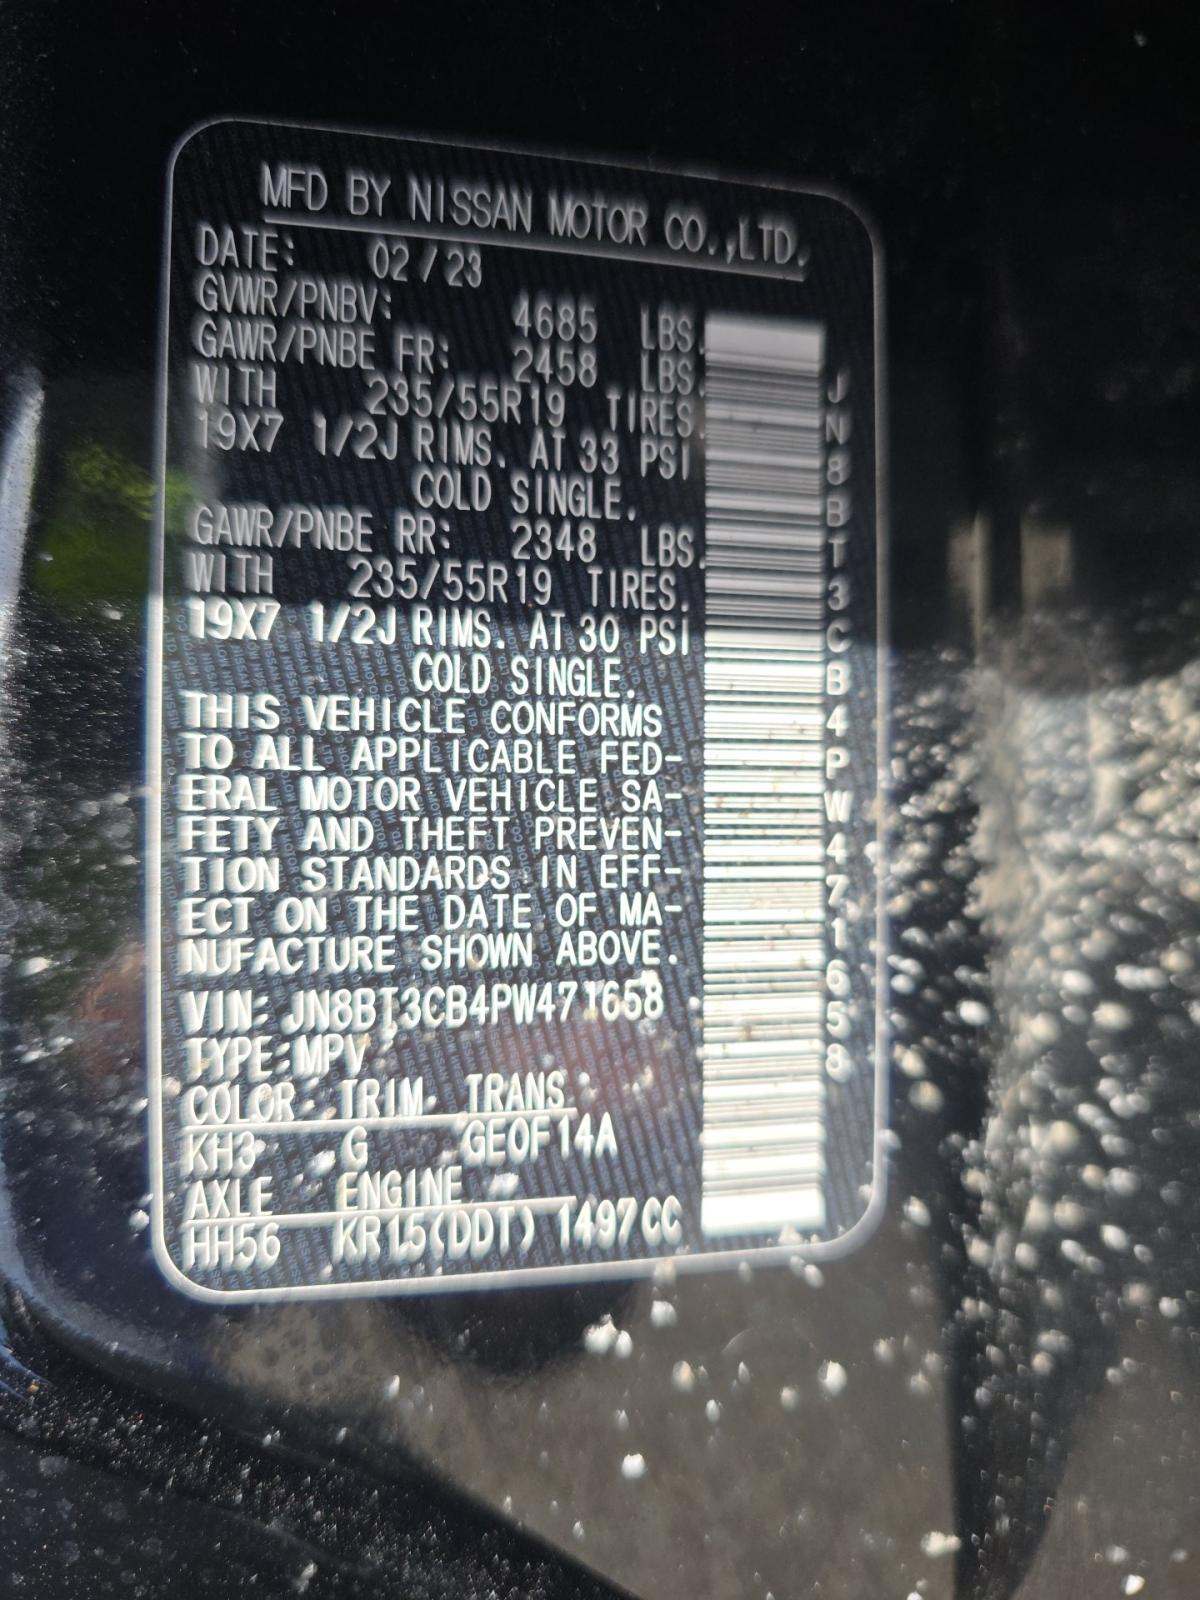 MFD BY NISSAN MOTOR CO.,LTD.
DATE: 02/23
GVWR/PNBV: 4685 LBS.
GAWR/PNBE FR: 2458 LBS.
WITH 235/55R19 TIRES.
19X7 1/2J RIMS. AT 33 PSI
COLD SINGLE.
GAWR/PNBE RR: 2348 LBS.
WITH 235/55R19 TIRES.
19X7 1/2J RIMS. AT 30 PSI
COLD SINGLE.
THIS VEHICLE CONFORMS
TO ALL APPLICABLE FED-
ERAL MOTOR VEHICLE SA-
FETY AND THEFT PREVEN-
TION STANDARDS IN EFF-
ECT ON THE DATE OF MA-
NUFACTURE SHOWN ABOVE.
VIN: JN8BT3CB4PW471658
TYPE:MPV
COLOR TRIM TRANS
KH3 G GE0F14A
AXLE ENGINE
HH56 KR15(DDT) 1497CC
JN8BT3CB4PW471658